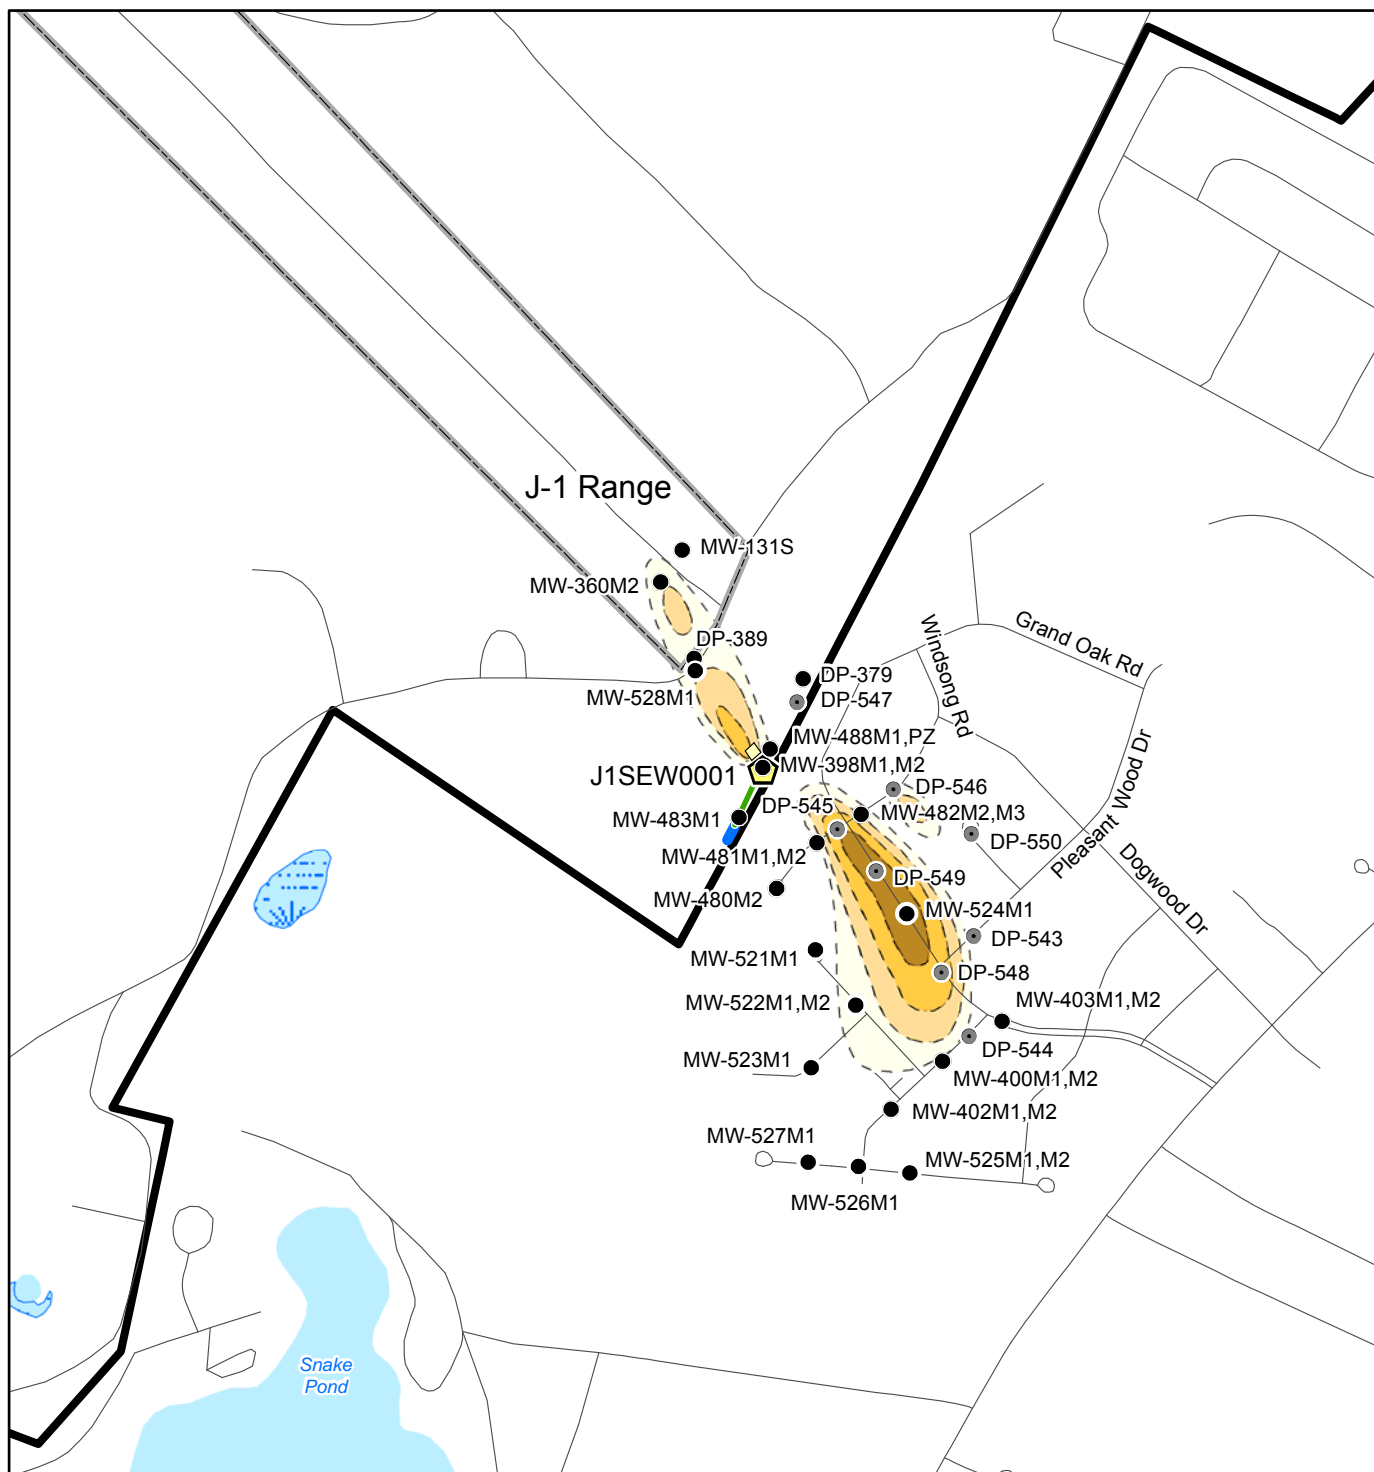 J-1 Range
MW-131S
MW-360M2
DP-389
Windsong Rd
Grand Oak Rd
DP-379
MW-528M1
DP-547
MW-488M1,PZ
Pleasant Wood Dr
MW-398M1,M2
J1SEW0001
DP-546
DP-545
MW-482M2,M3
MW-483M1
DP-550
MW-481M1,M2
Dogwood Dr
DP-549
MW-480M2
MW-524M1
DP-543
MW-521M1
DP-548
MW-522M1,M2
MW-403M1,M2
DP-544
MW-523M1
MW-400M1,M2
MW-402M1,M2
MW-527M1
MW-525M1,M2
MW-526M1
Snake
Pond